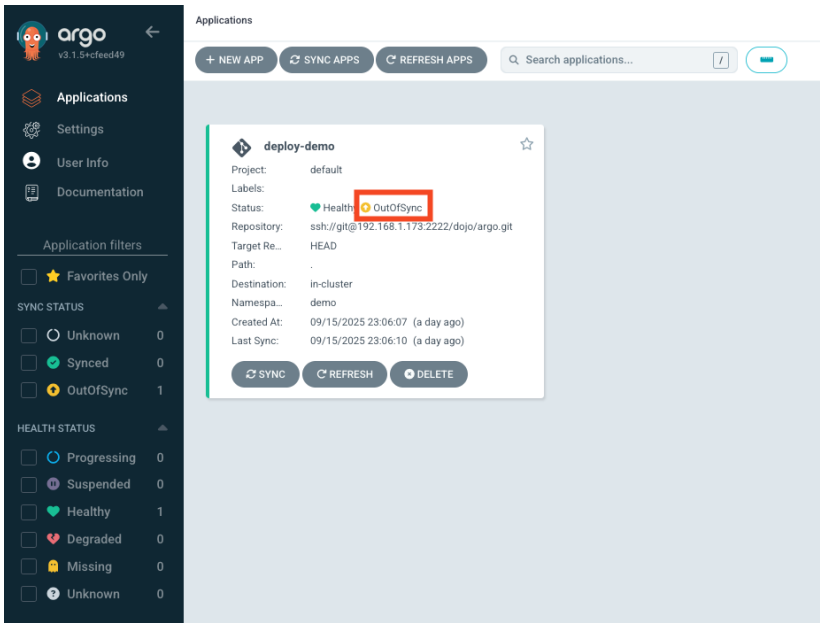 argo
v3.1.5+cfeed49
Applications
Settings
User Info
Documentation
Application filters
Favorites Only
SYNC STATUS
Unknown 0
Synced 0
OutOfSync 1
HEALTH STATUS
Progressing 0
Suspended 0
Healthy 1
Degraded 0
Missing 0
Unknown 0
Applications
+ NEW APP SYNC APPS REFRESH APPS Search applications... /
deploy-demo
Project: default
Labels:
Status: Healthy OutOfSync
Repository: ssh://git@192.168.1.173:2222/dojo/argo.git
Target Re... HEAD
Path: .
Destination: in-cluster
Namespa... demo
Created At: 09/15/2025 23:06:07 (a day ago)
Last Sync: 09/15/2025 23:06:10 (a day ago)
SYNC REFRESH DELETE